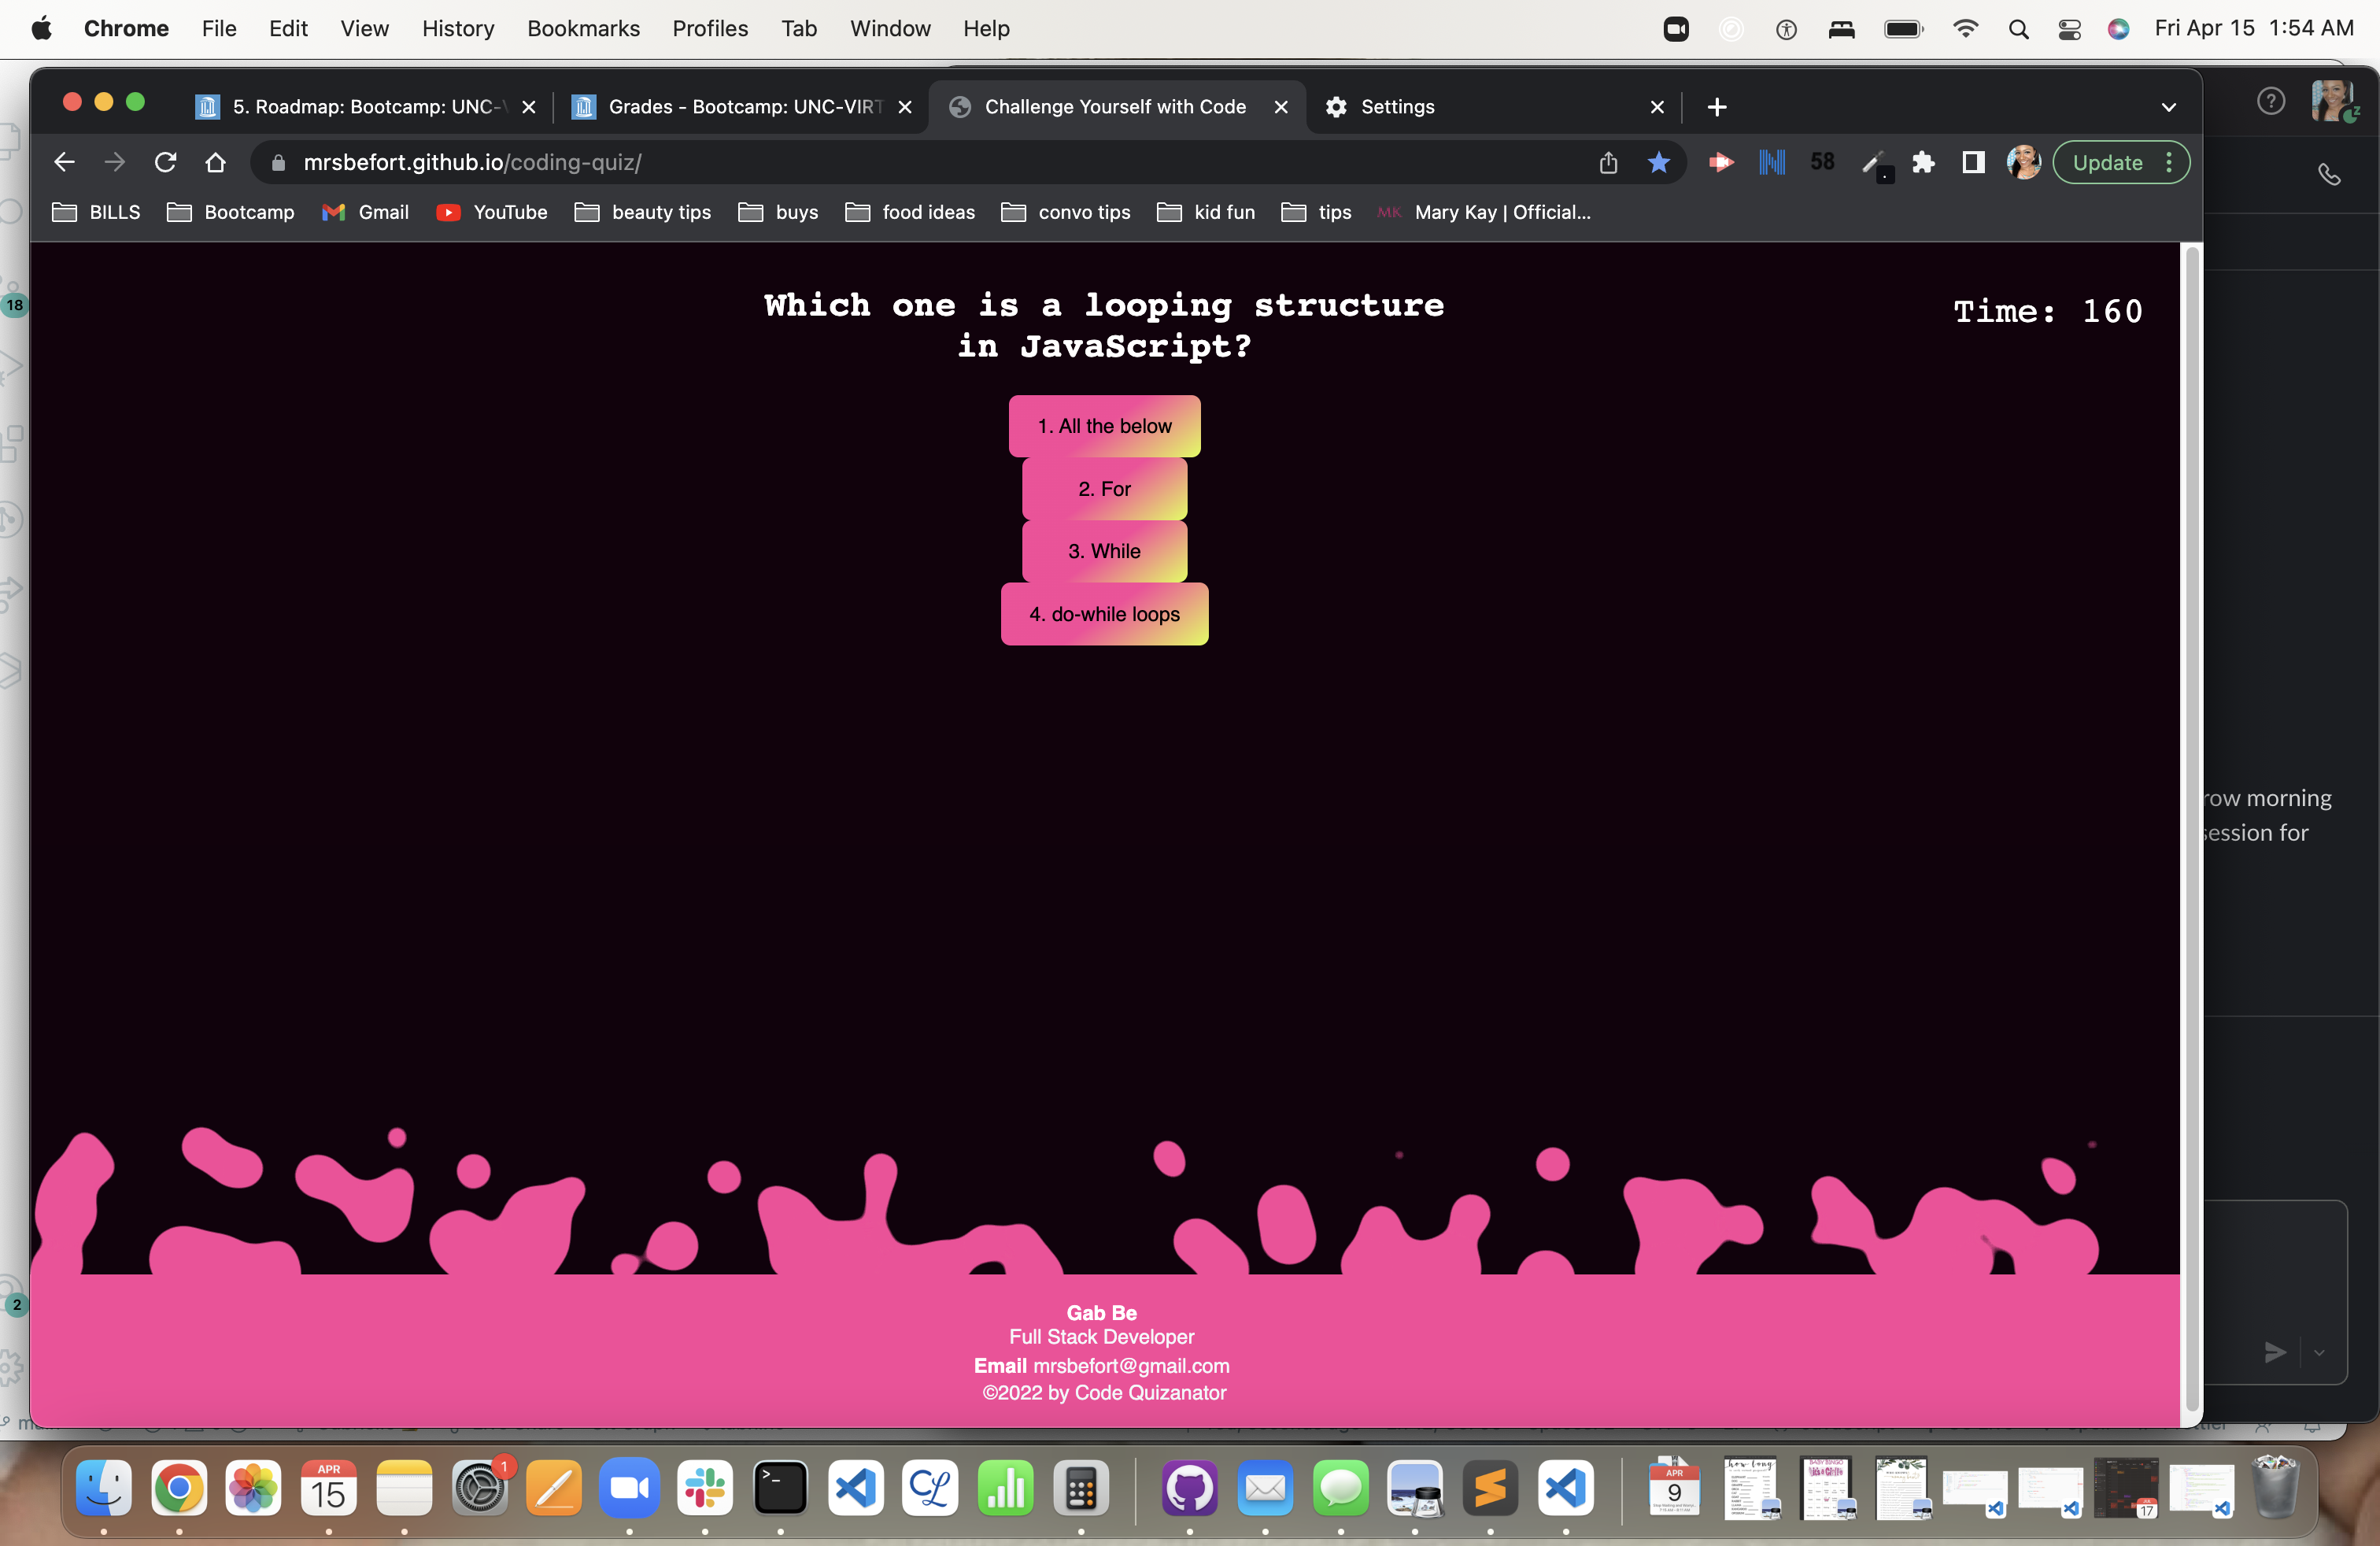 Chrome File Edit View History Bookmarks Profiles Tab Window Help Fri Apr 15 1:54 AM
5. Roadmap: Bootcamp: UNC- Grades - Bootcamp: UNC-VIRT Challenge Yourself with Code Settings
mrsbefort.github.io/coding-quiz/ 58 Update
BILLS Bootcamp Gmail YouTube beauty tips buys food ideas convo tips kid fun tips MK Mary Kay | Official...
Which one is a looping structure
in JavaScript?
Time: 160
18
1. All the below
2. For
3. While
4. do-while loops
row morning
session for
2
Gab Be
Full Stack Developer
Email mrsbefort@gmail.com
©2022 by Code Quizanator
APR
15
1
>_
CL
APR
9
17